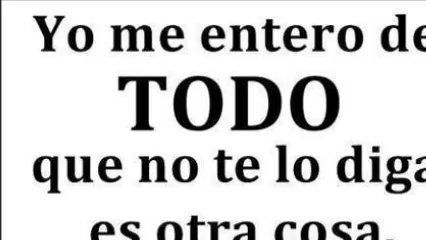 Yo me entero de
TODO
que no te lo diga
es otra cosa.